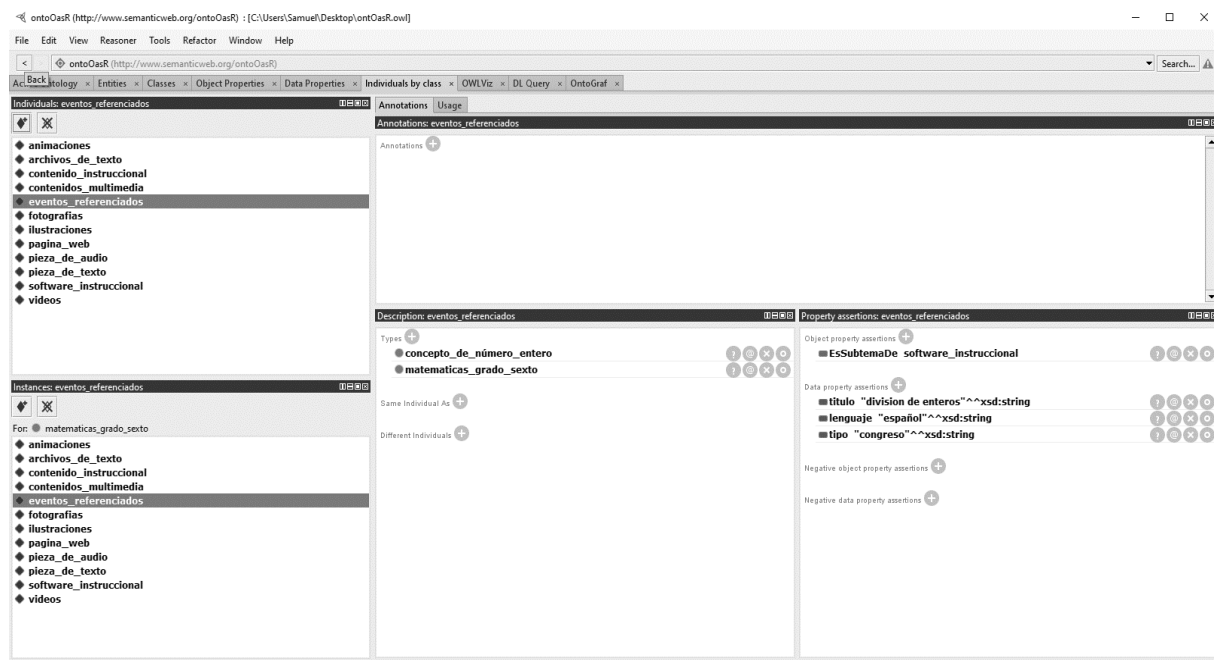 ontoOasR (http://www.semanticweb.org/ontoOasR) : [C:\Users\Samuel\Desktop\ontOasR.owl]
File Edit View Reasoner Tools Refactor Window Help
< ontoOasR (http://www.semanticweb.org/ontoOasR) Search...
Back
tology × Entities × Classes × Object Properties × Data Properties × Individuals by class × OWLViz × DL Query × OntoGraf ×
Individuals: eventos_referenciados
animaciones
archivos_de_texto
contenido_instruccional
contenidos_multimedia
eventos_referenciados
fotografias
ilustraciones
pagina_web
pieza_de_audio
pieza_de_texto
software_instruccional
videos
Instances: eventos_referenciados
For: matematicas_grado_sexto
animaciones
archivos_de_texto
contenido_instruccional
contenidos_multimedia
eventos_referenciados
fotografias
ilustraciones
pagina_web
pieza_de_audio
pieza_de_texto
software_instruccional
videos
Annotations Usage
Annotations: eventos_referenciados
Annotations
Description: eventos_referenciados
Types
concepto_de_número_entero
matematicas_grado_sexto
Same Individual As
Different Individuals
Property assertions: eventos_referenciados
Object property assertions
EsSubtemaDe software_instruccional
Data property assertions
titulo "division de enteros"^^xsd:string
lenguaje "español"^^xsd:string
tipo "congreso"^^xsd:string
Negative object property assertions
Negative data property assertions